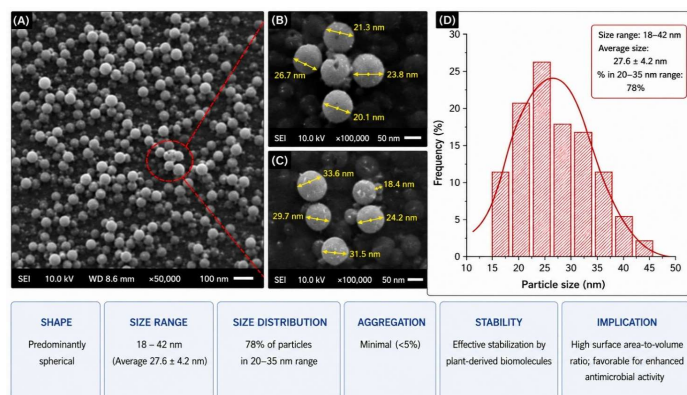 (A)
SEI 10.0 kV WD 8.6 mm ×50,000 100 nm
(B)
21.3 nm
26.7 nm
23.8 nm
20.1 nm
SEI 10.0 kV ×100,000 50 nm
(C)
33.6 nm
18.4 nm
29.7 nm
24.2 nm
31.5 nm
SEI 10.0 kV ×100,000 50 nm
(D)
Size range: 18–42 nm
Average size:
27.6 ± 4.2 nm
% in 20–35 nm range:
78%
Frequency (%)
30
25
20
15
10
5
0
11 15 20 25 30 35 40 45 50
Particle size (nm)
SHAPE
Predominantly
spherical
SIZE RANGE
18 – 42 nm
(Average 27.6 ± 4.2 nm)
SIZE DISTRIBUTION
78% of particles
in 20–35 nm range
AGGREGATION
Minimal (<5%)
STABILITY
Effective stabilization by
plant-derived biomolecules
IMPLICATION
High surface area-to-volume
ratio; favorable for enhanced
antimicrobial activity